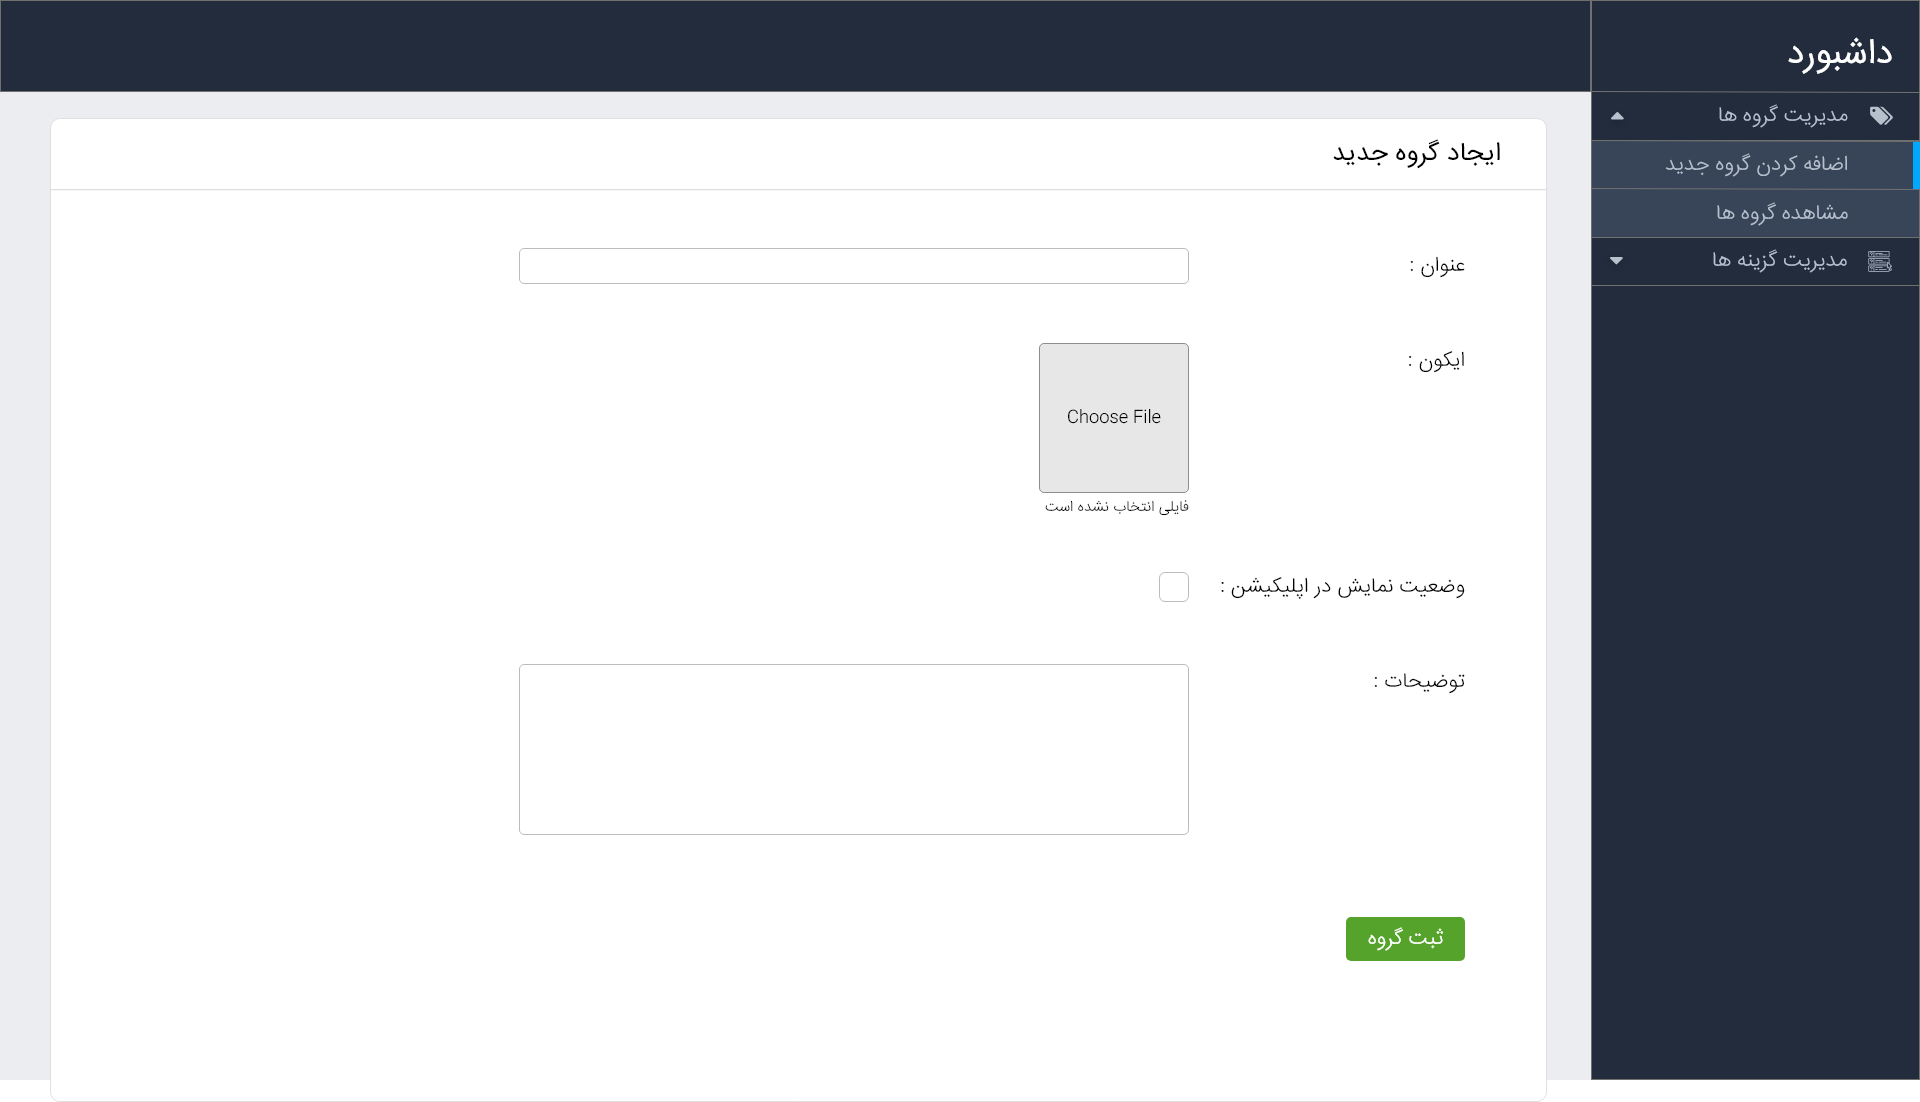 داشبورد
مدیریت گروه ها
اضافه کردن گروه جدید
مشاهده گروه ها
مدیریت گزینه ها
ایجاد گروه جدید
عنوان :
ایکون :
Choose File
فایلی انتخاب نشده است
وضعیت نمایش در اپلیکیشن :
توضیحات :
ثبت گروه